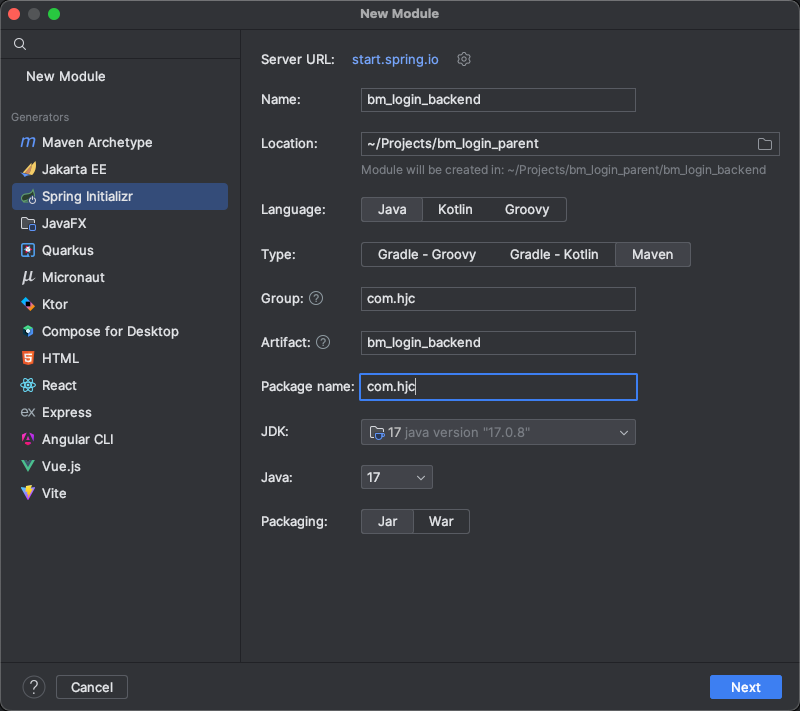 New Module
New Module
Generators
Maven Archetype
Jakarta EE
Spring Initializr
JavaFX
Quarkus
Micronaut
Ktor
Compose for Desktop
HTML
React
Express
Angular CLI
Vue.js
Vite
Server URL: start.spring.io
Name: bm_login_backend
Location: ~/Projects/bm_login_parent
Module will be created in: ~/Projects/bm_login_parent/bm_login_backend
Language: Java Kotlin Groovy
Type: Gradle - Groovy Gradle - Kotlin Maven
Group: ? com.hjc
Artifact: ? bm_login_backend
Package name: com.hjc
JDK: 17 java version "17.0.8"
Java: 17
Packaging: Jar War
? Cancel Next